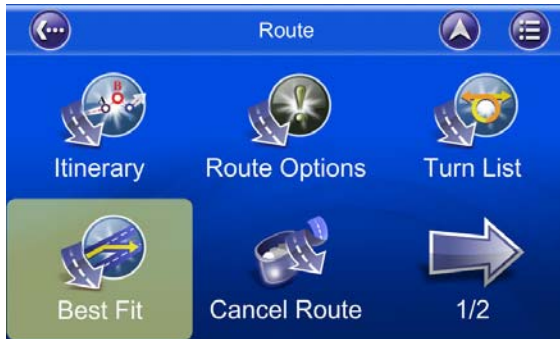 Route
A B
Itinerary
Route Options
Turn List
Best Fit
Cancel Route
1/2